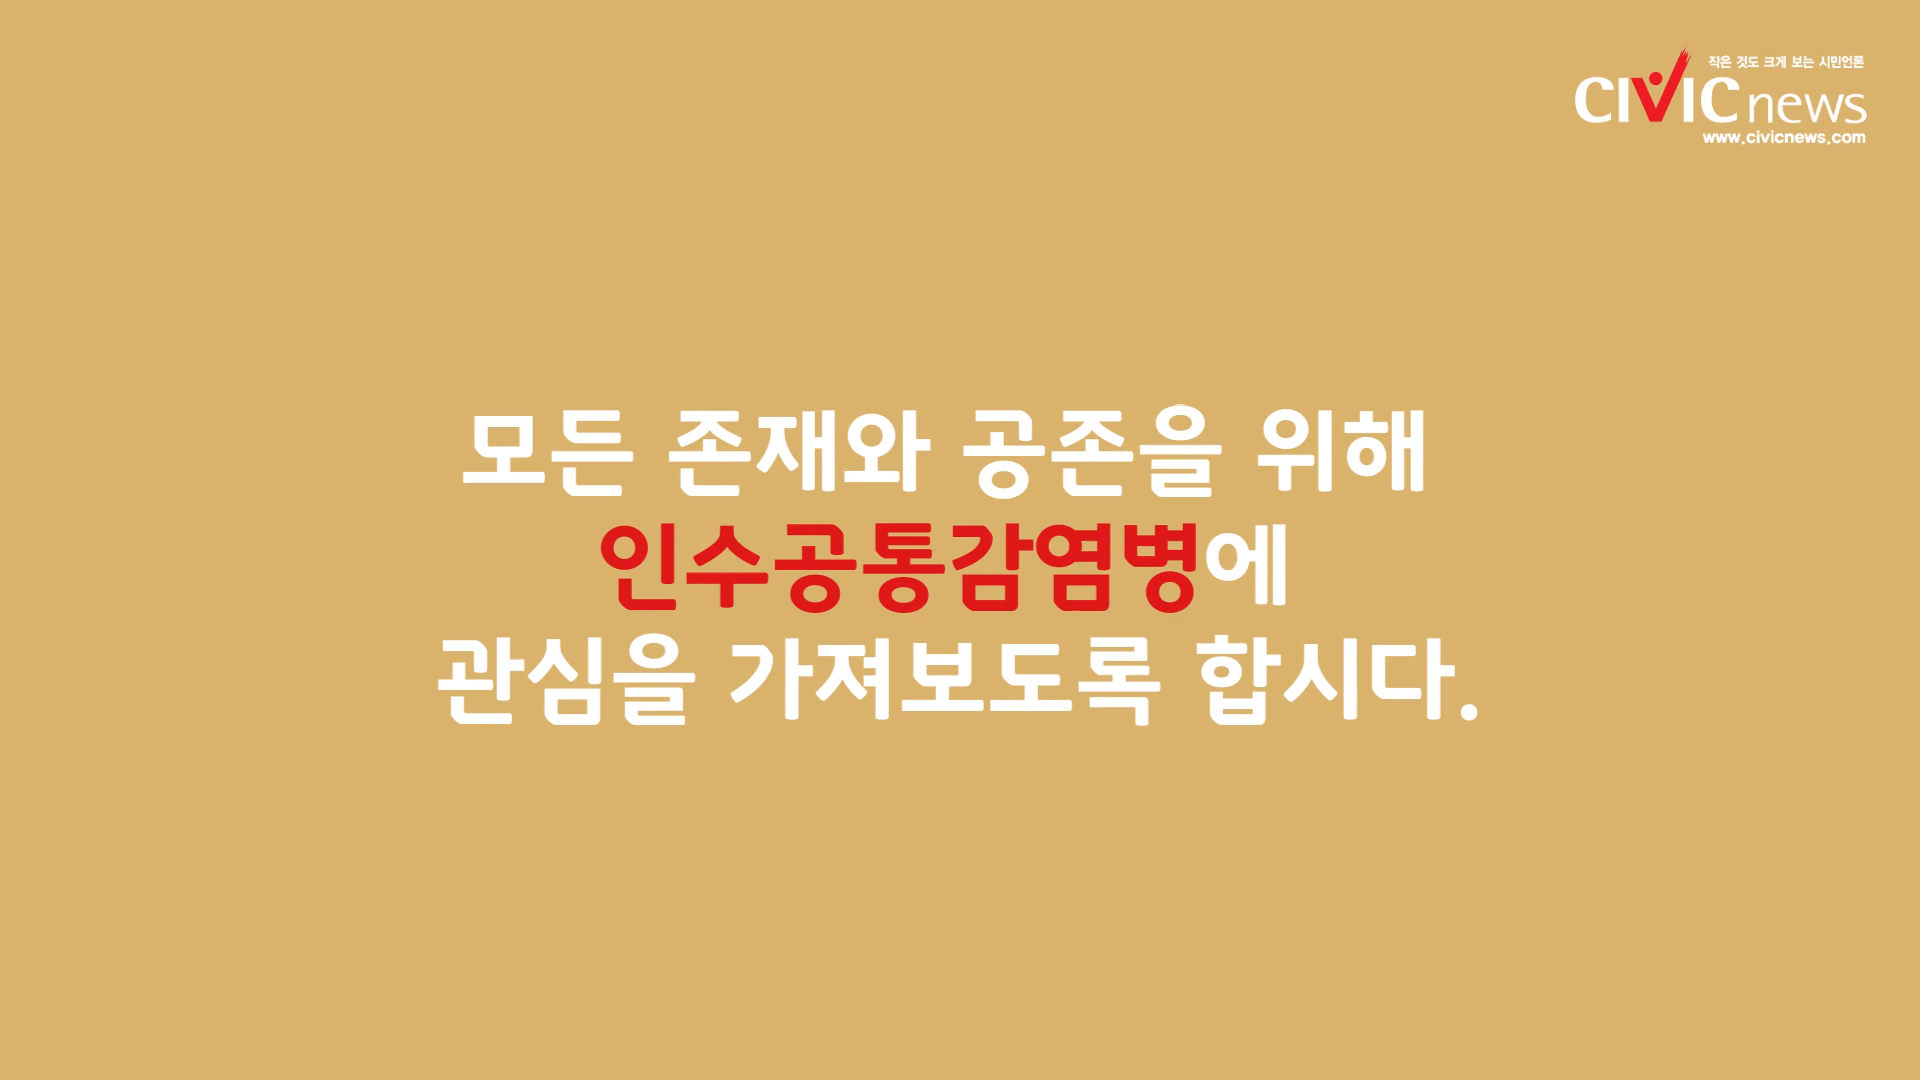 작은 것도 크게 보는 시민언론
CIVIC news
www.civicnews.com
모든 존재와 공존을 위해
인수공통감염병에
관심을 가져보도록 합시다.